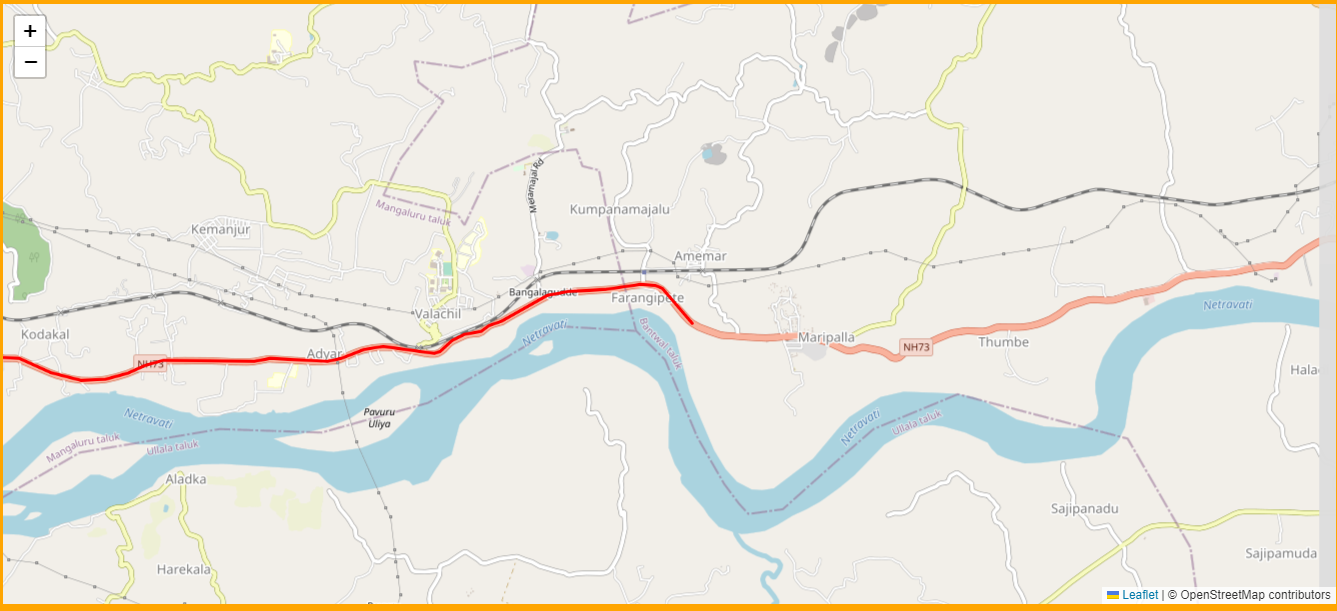 +
−
Mangaluru taluk
Melamajal Rd
Kumpanamajalu
Kemanjur
Amemar
Bangalagudde
Farangipete
Valachil
Netravati
Kodakal
Adyar
NH73
Bantwal taluk
Maripalla
NH73
Thumbe
Netravati
Hala
Pavuru
Uliya
Netravati
Mangaluru taluk
Ullala taluk
Netravati
Ullala taluk
Aladka
Sajipanadu
Sajipamuda
Harekala
Leaflet | © OpenStreetMap contributors